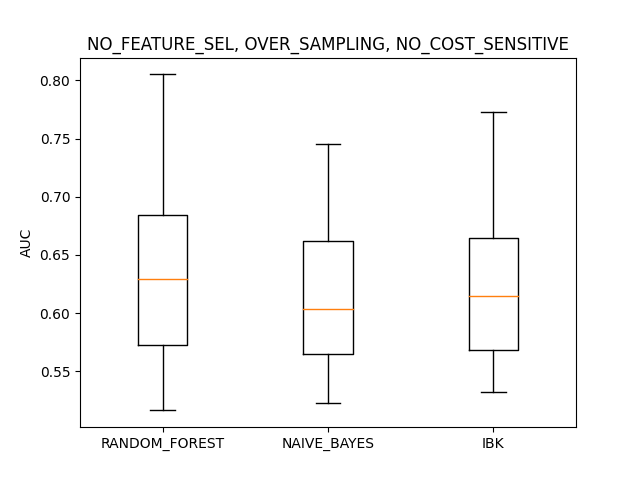 NO_FEATURE_SEL, OVER_SAMPLING, NO_COST_SENSITIVE
0.80
0.75
0.70
0.65
0.60
0.55
AUC
RANDOM_FOREST
NAIVE_BAYES
IBK